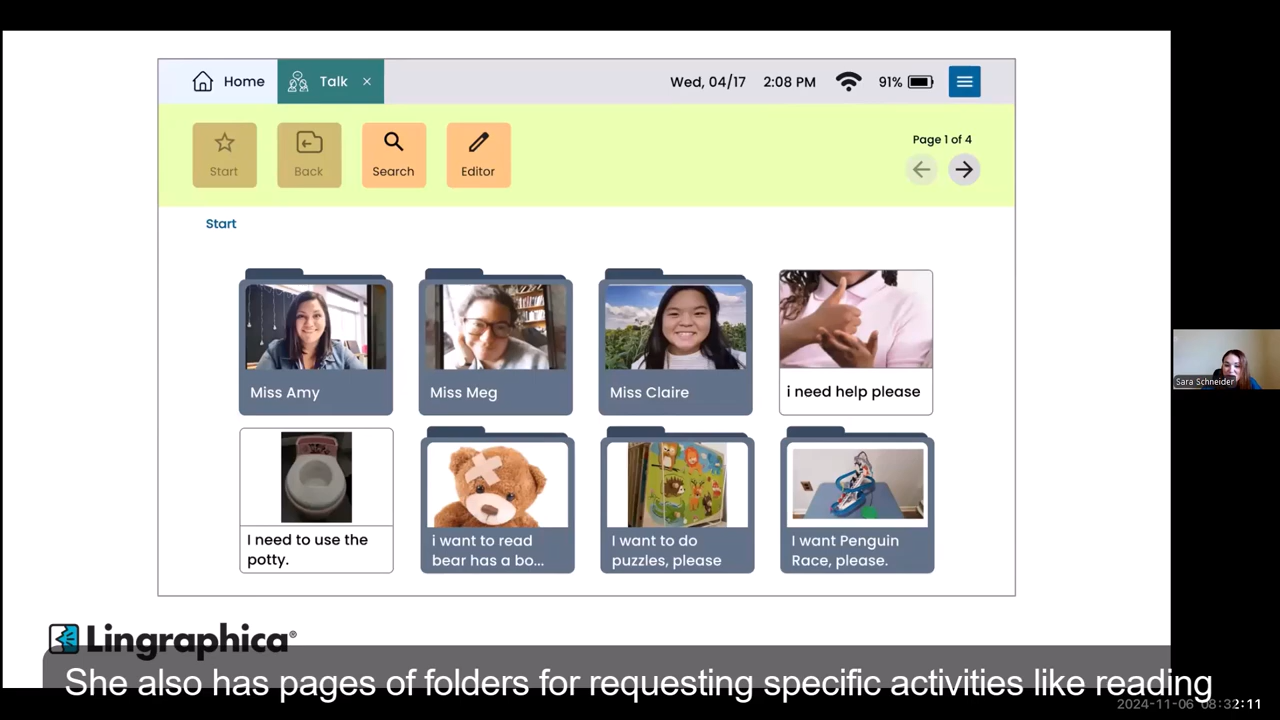 Home
Talk ×
Wed, 04/17 2:08 PM 91%
Start
Back
Search
Editor
Page 1 of 4
Start
Miss Amy
Miss Meg
Miss Claire
i need help please
I need to use the
potty.
i want to read
bear has a bo...
I want to do
puzzles, please
I want Penguin
Race, please.
Sara Schneider
Lingraphica®
She also has pages of folders for requesting specific activities like reading
2024-11-06 08:32:11